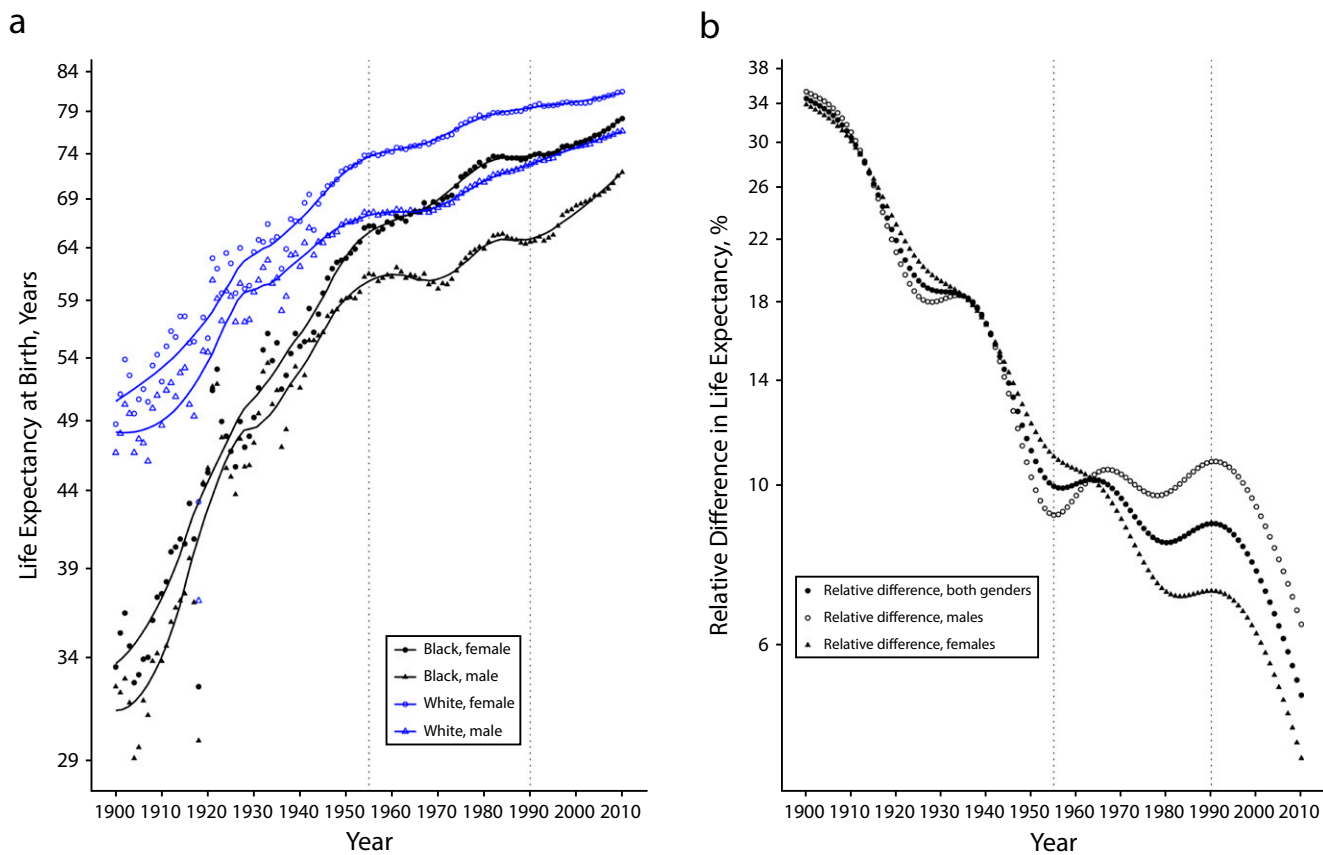 a
Life Expectancy at Birth, Years
84
79
74
69
64
59
54
49
44
39
34
29
Black, female
Black, male
White, female
White, male
1900 1910 1920 1930 1940 1950 1960 1970 1980 1990 2000 2010
Year
b
Relative Difference in Life Expectancy, %
38
34
30
26
22
18
14
10
6
Relative difference, both genders
Relative difference, males
Relative difference, females
1900 1910 1920 1930 1940 1950 1960 1970 1980 1990 2000 2010
Year